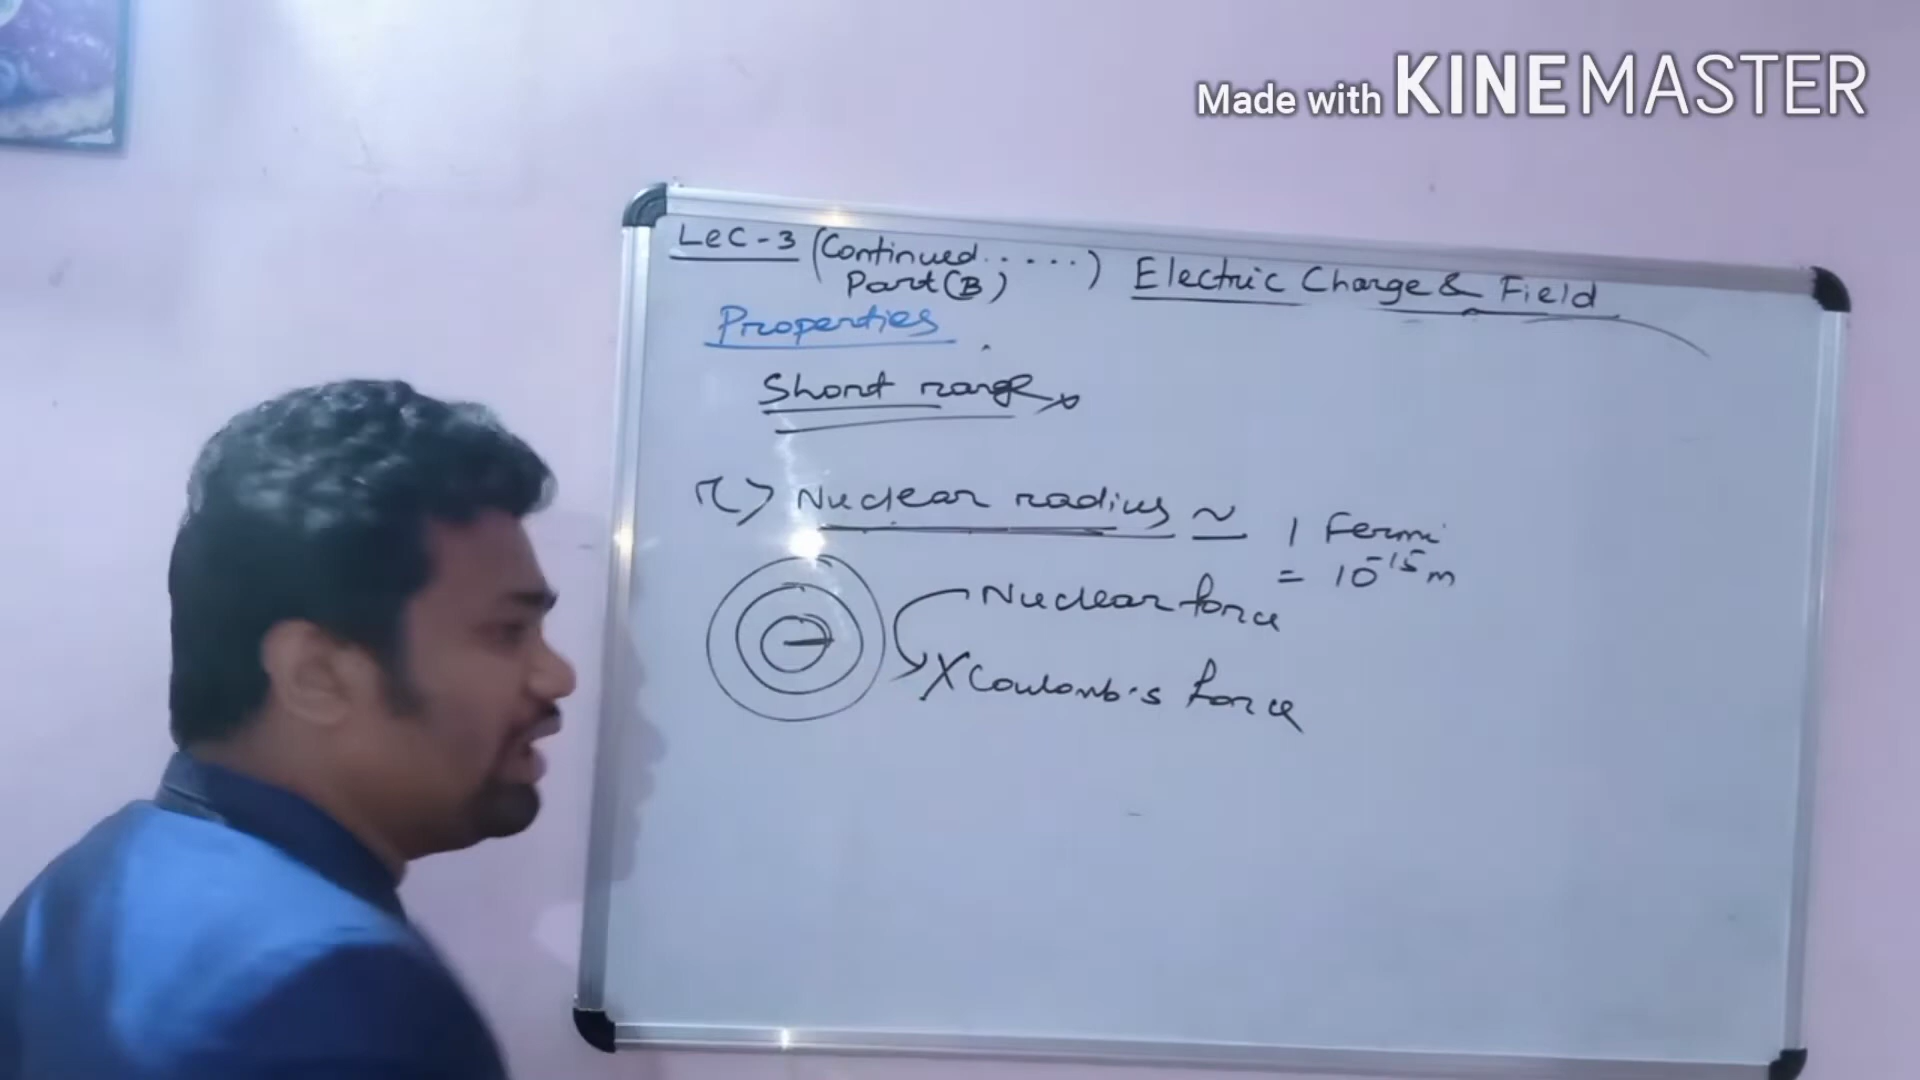 Made with KINEMASTER
Lec-3 (Continued......) Electric Charge & Field
Part (B)
Properties
Short range
r > Nuclear radius ≃ 1 Fermi
= 10⁻¹⁵ m
Nuclear force
X Coulomb's force